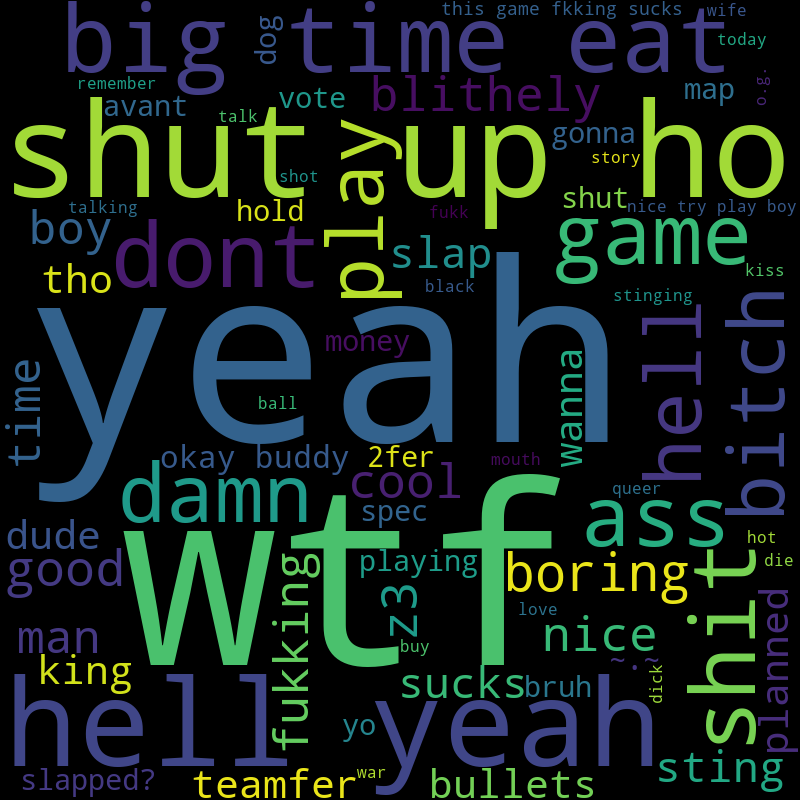 this game fkking sucks
wife
big time eat
dog
today
remember
avant
talk
vote
blithely
map
o.g.
shut up ho
gonna
story
shot
play
talking
hold
shut
nice try play boy
fukk
boy
dont
slap
game
tho
black
kiss
stinging
yeah
money
hell
bitch
time
wanna
ball
okay buddy
2fer
mouth
cool
damn
queer
spec
ass
dude
wtf
hot
good
playing
boring
die
shit
fukking
z3
love
man
buy
nice
planned
~.~
king
sucks
bruh
dick
hell yeah
yo
slapped?
teamfer
war
bullets
sting